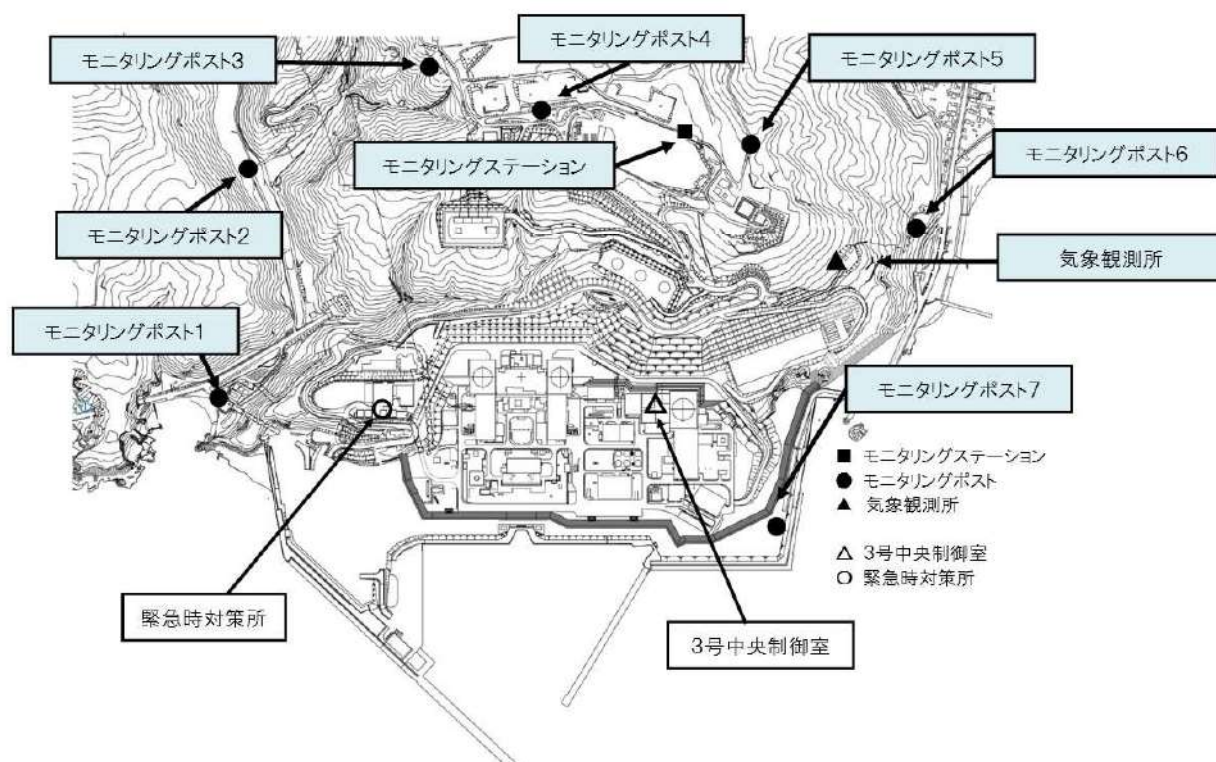 モニタリングポスト3
モニタリングポスト4
モニタリングポスト5
モニタリングステーション
モニタリングポスト6
モニタリングポスト2
気象観測所
モニタリングポスト1
モニタリングポスト7
■ モニタリングステーション
● モニタリングポスト
▲ 気象観測所
△ 3号中央制御室
○ 緊急時対策所
緊急時対策所
3号中央制御室